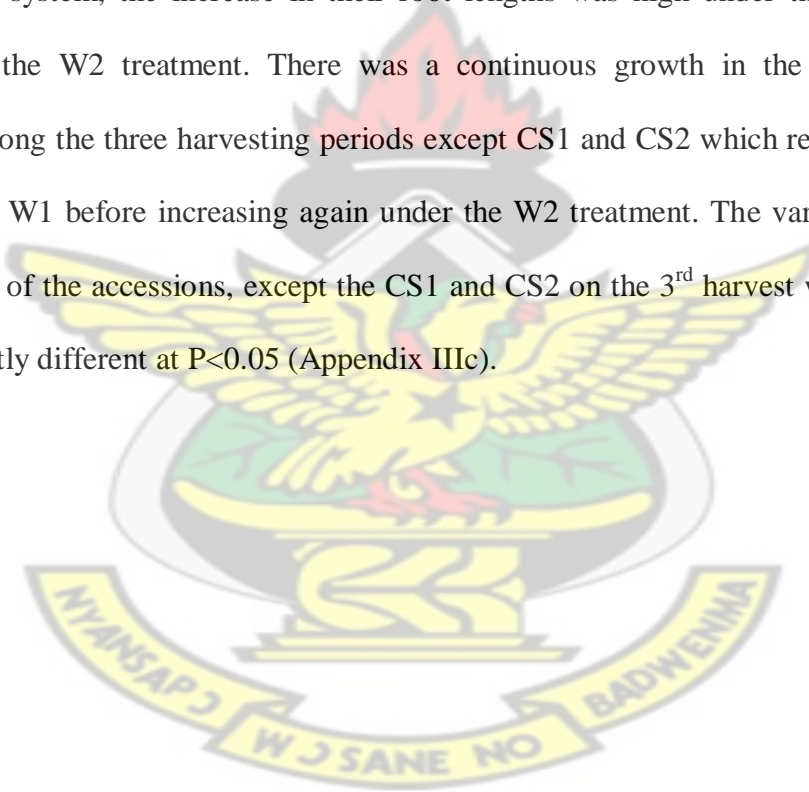 system, the increase in their root lengths was high under
the W2 treatment. There was a continuous growth in the
ong the three harvesting periods except CS1 and CS2 which re
W1 before increasing again under the W2 treatment. The var
of the accessions, except the CS1 and CS2 on the 3rd harvest
tly different at P<0.05 (Appendix IIIc).
NYANSAPƆ
WƆSANE NO
BADWENMA